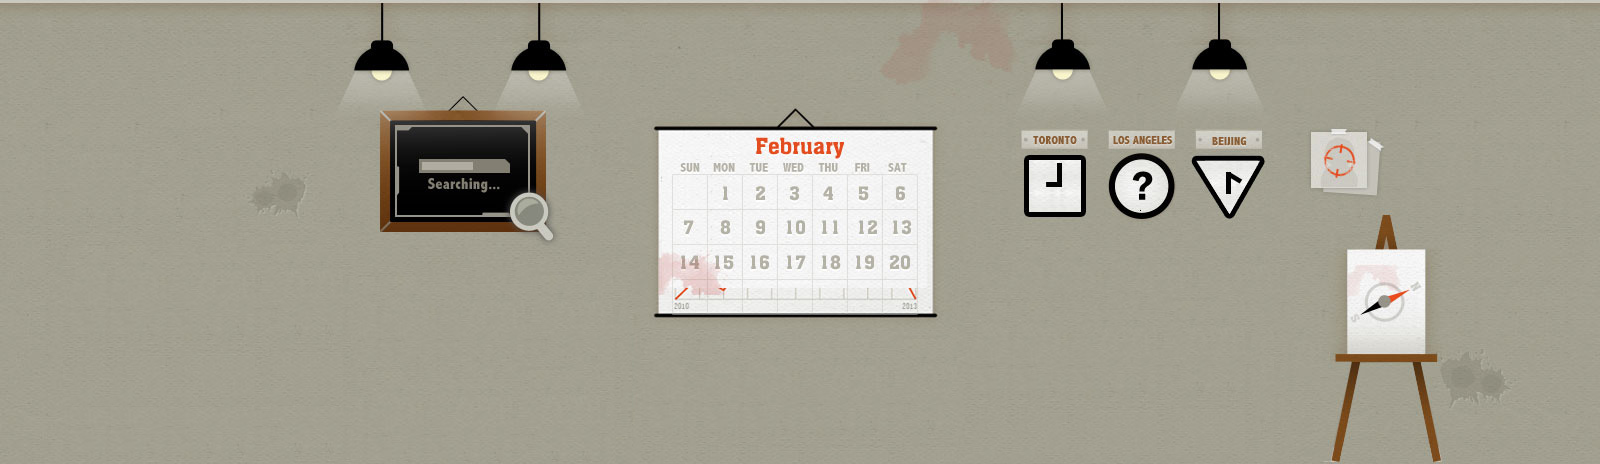 Searching...
February
SUN MON TUE WED THU FRI SAT
1 2 3 4 5 6
7 8 9 10 11 12 13
14 15 16 17 18 19 20
2010 2011
TORONTO
LOS ANGELES
BEIJING
?
N
S